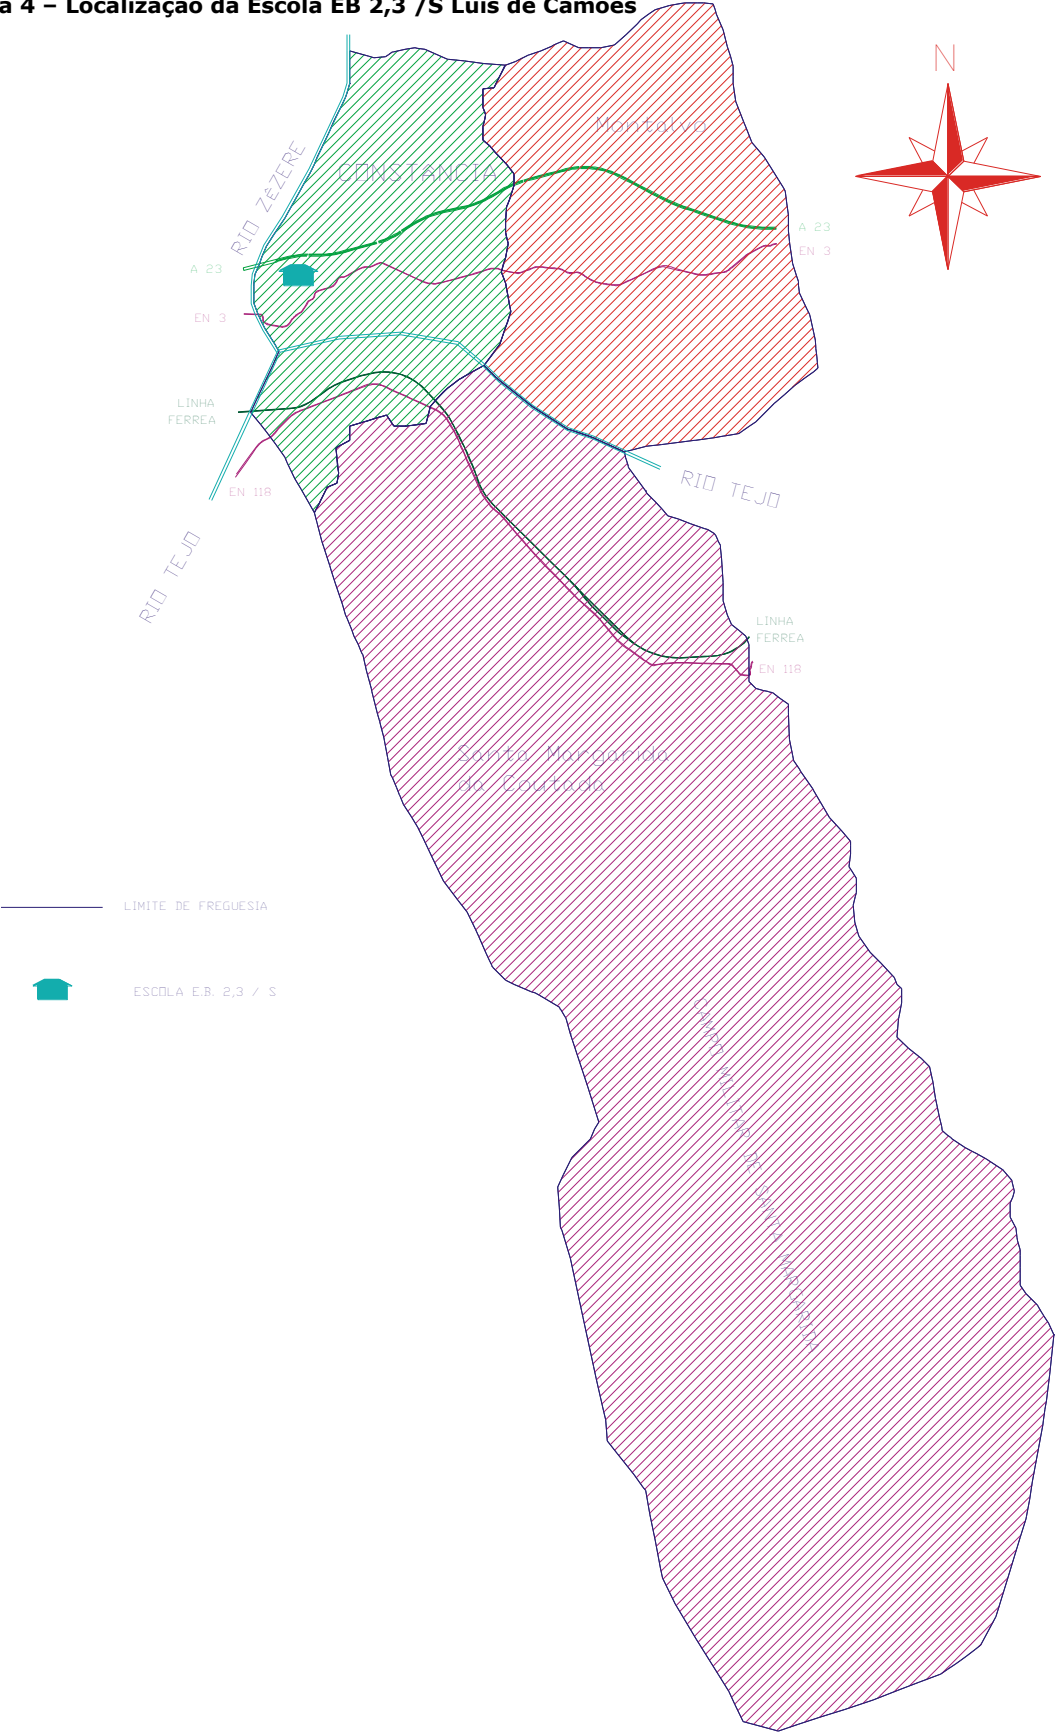 a 4 – Localização da Escola EB 2,3 /S Luís de Camões
N
Montalvo
CONSTÂNCIA
RIO ZÊZERE
A 23
EN 3
A 23
EN 3
LINHA
FERREA
EN 118
RIO TEJO
RIO TEJO
LINHA
FERREA
EN 118
Santa Margarida
da Coutada
LIMITE DE FREGUESIA
ESCOLA E.B. 2,3 / S
CAMPO MILITAR DE SANTA MARGARIDA